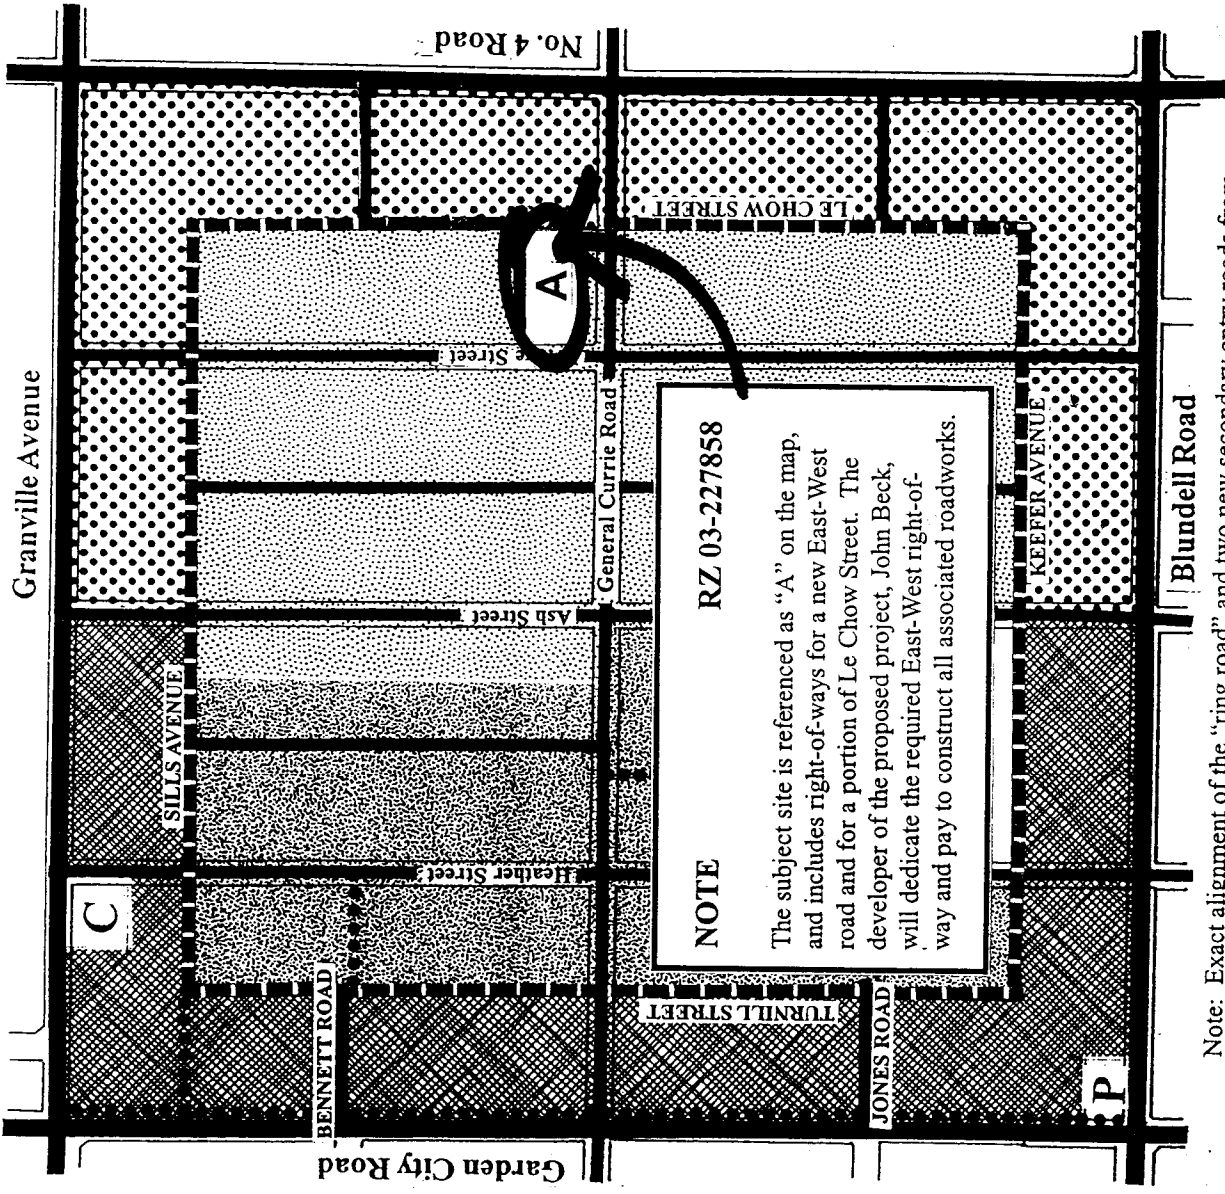 Granville Avenue
No. 4 Road
C
SILLS AVENUE
BENNETT ROAD
Heather Street
Ash Street
Street
A
LE CHOW STREET
General Currie Road
TURNILL STREET
JONES ROAD
KEEFER AVENUE
Garden City Road
P
Blundell Road
NOTE RZ 03-227858
The subject site is referenced as “A” on the map,
and includes right-of-ways for a new East-West
road and for a portion of Le Chow Street. The
developer of the proposed project, John Beck,
will dedicate the required East-West right-of-
way and pay to construct all associated roadworks.
Note: Exact alignment of the “ring road” and two new secondary